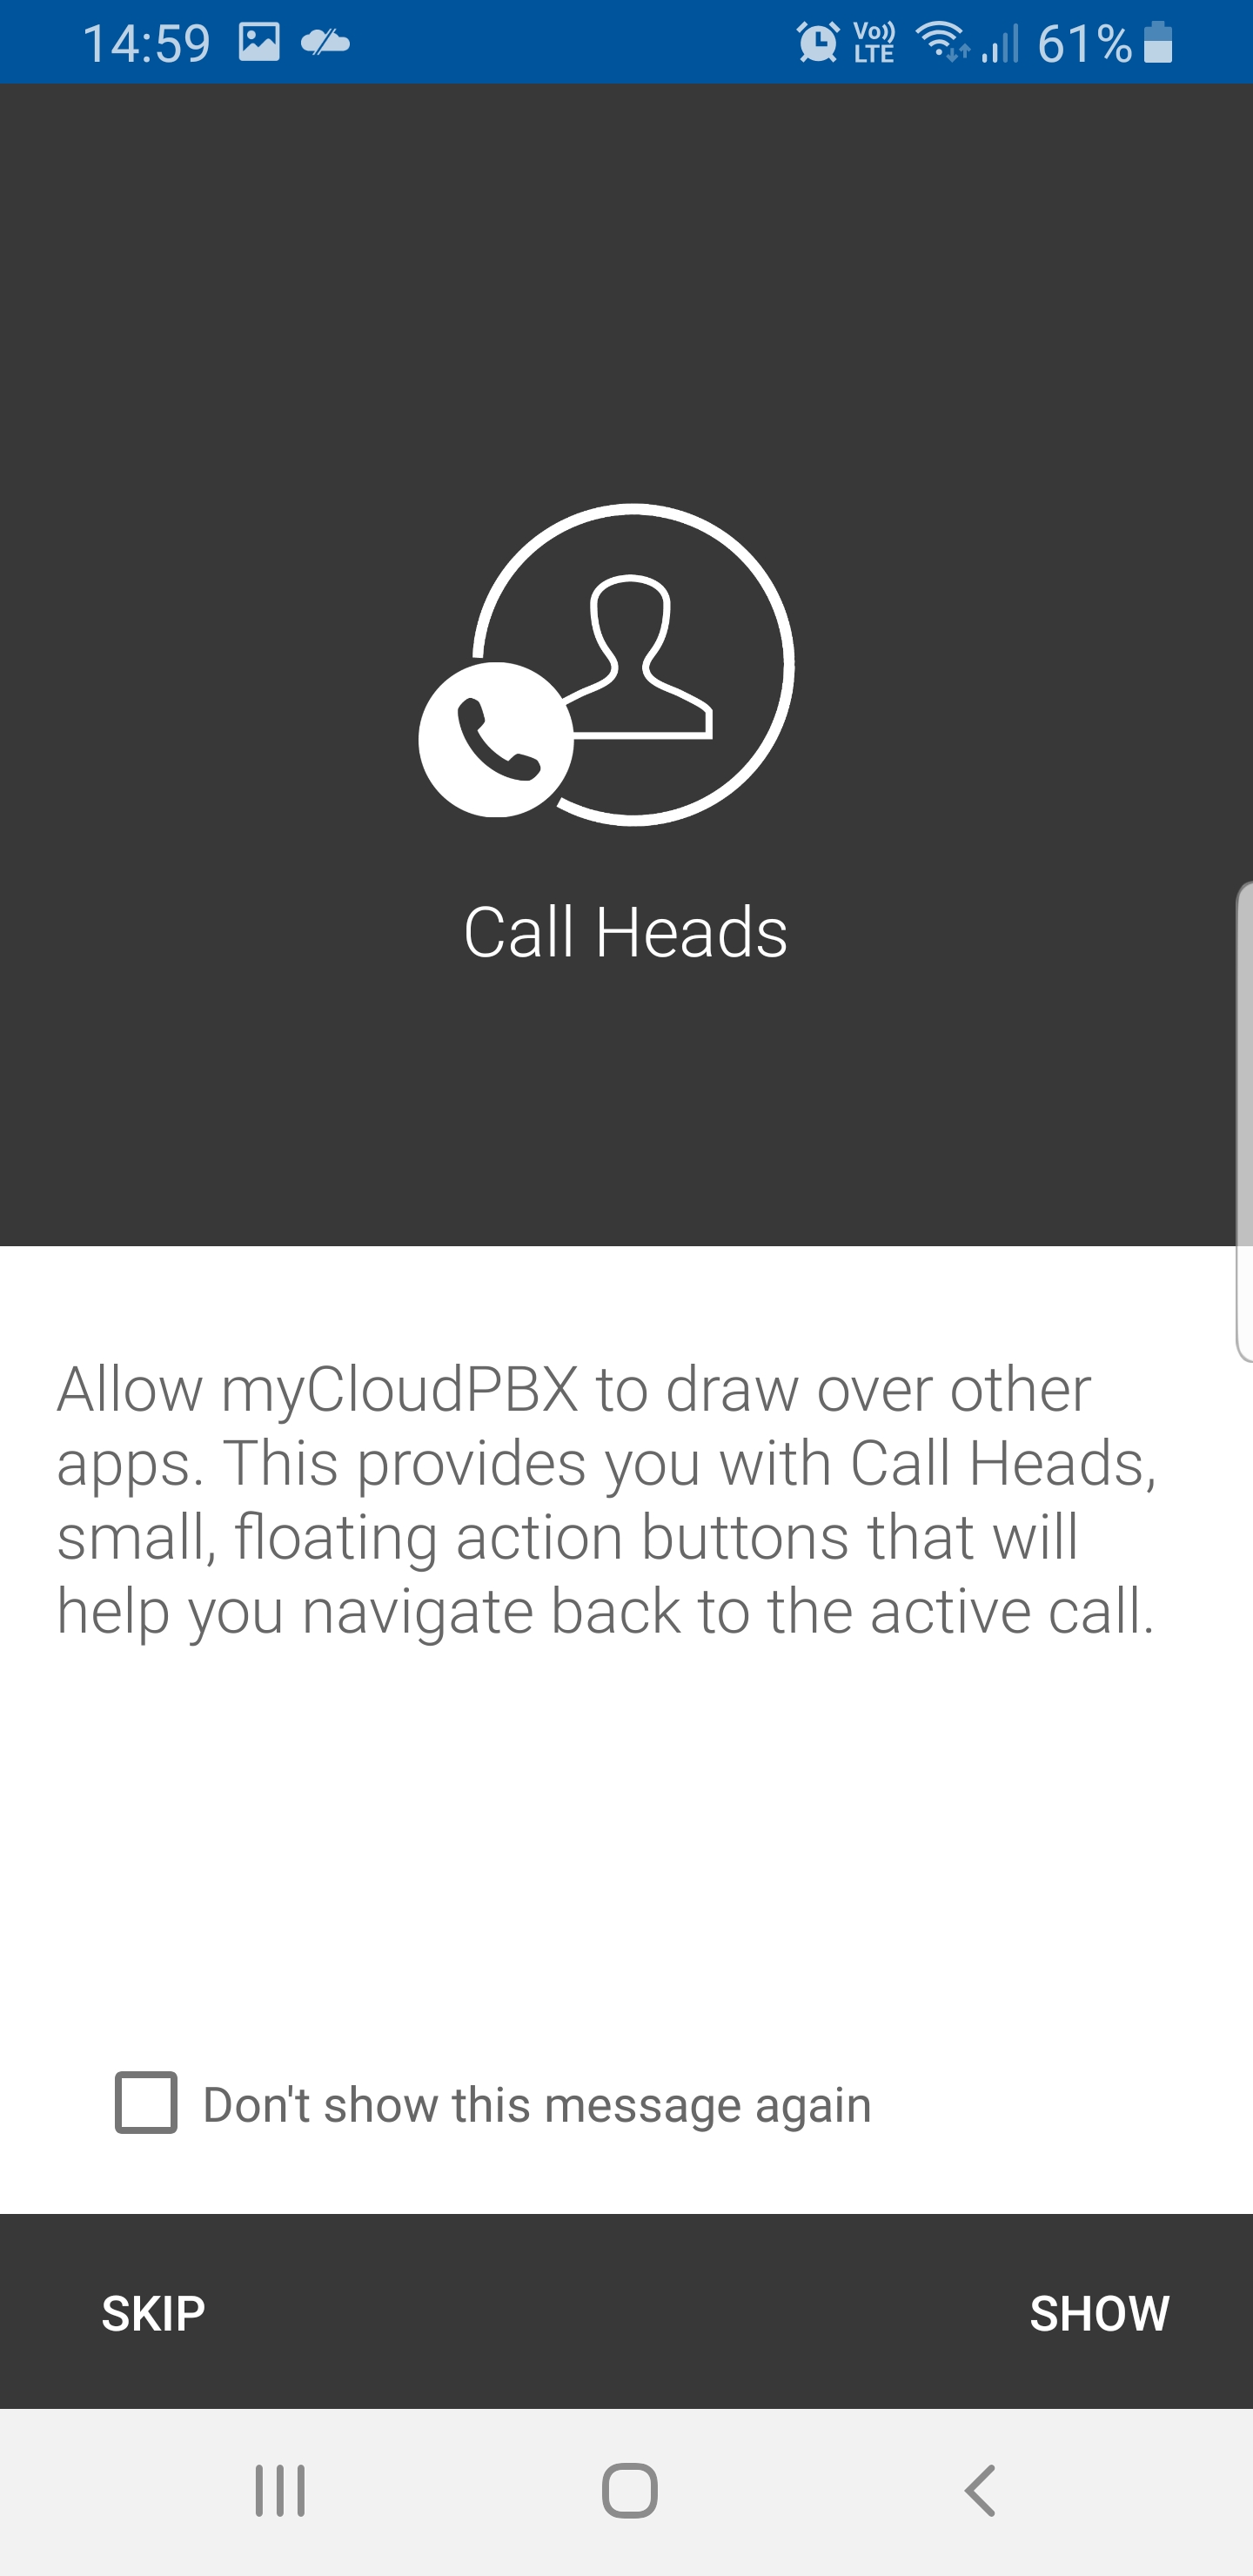 14:59
Vo)) LTE 61%
Call Heads
Allow myCloudPBX to draw over other
apps. This provides you with Call Heads,
small, floating action buttons that will
help you navigate back to the active call.
Don't show this message again
SKIP
SHOW